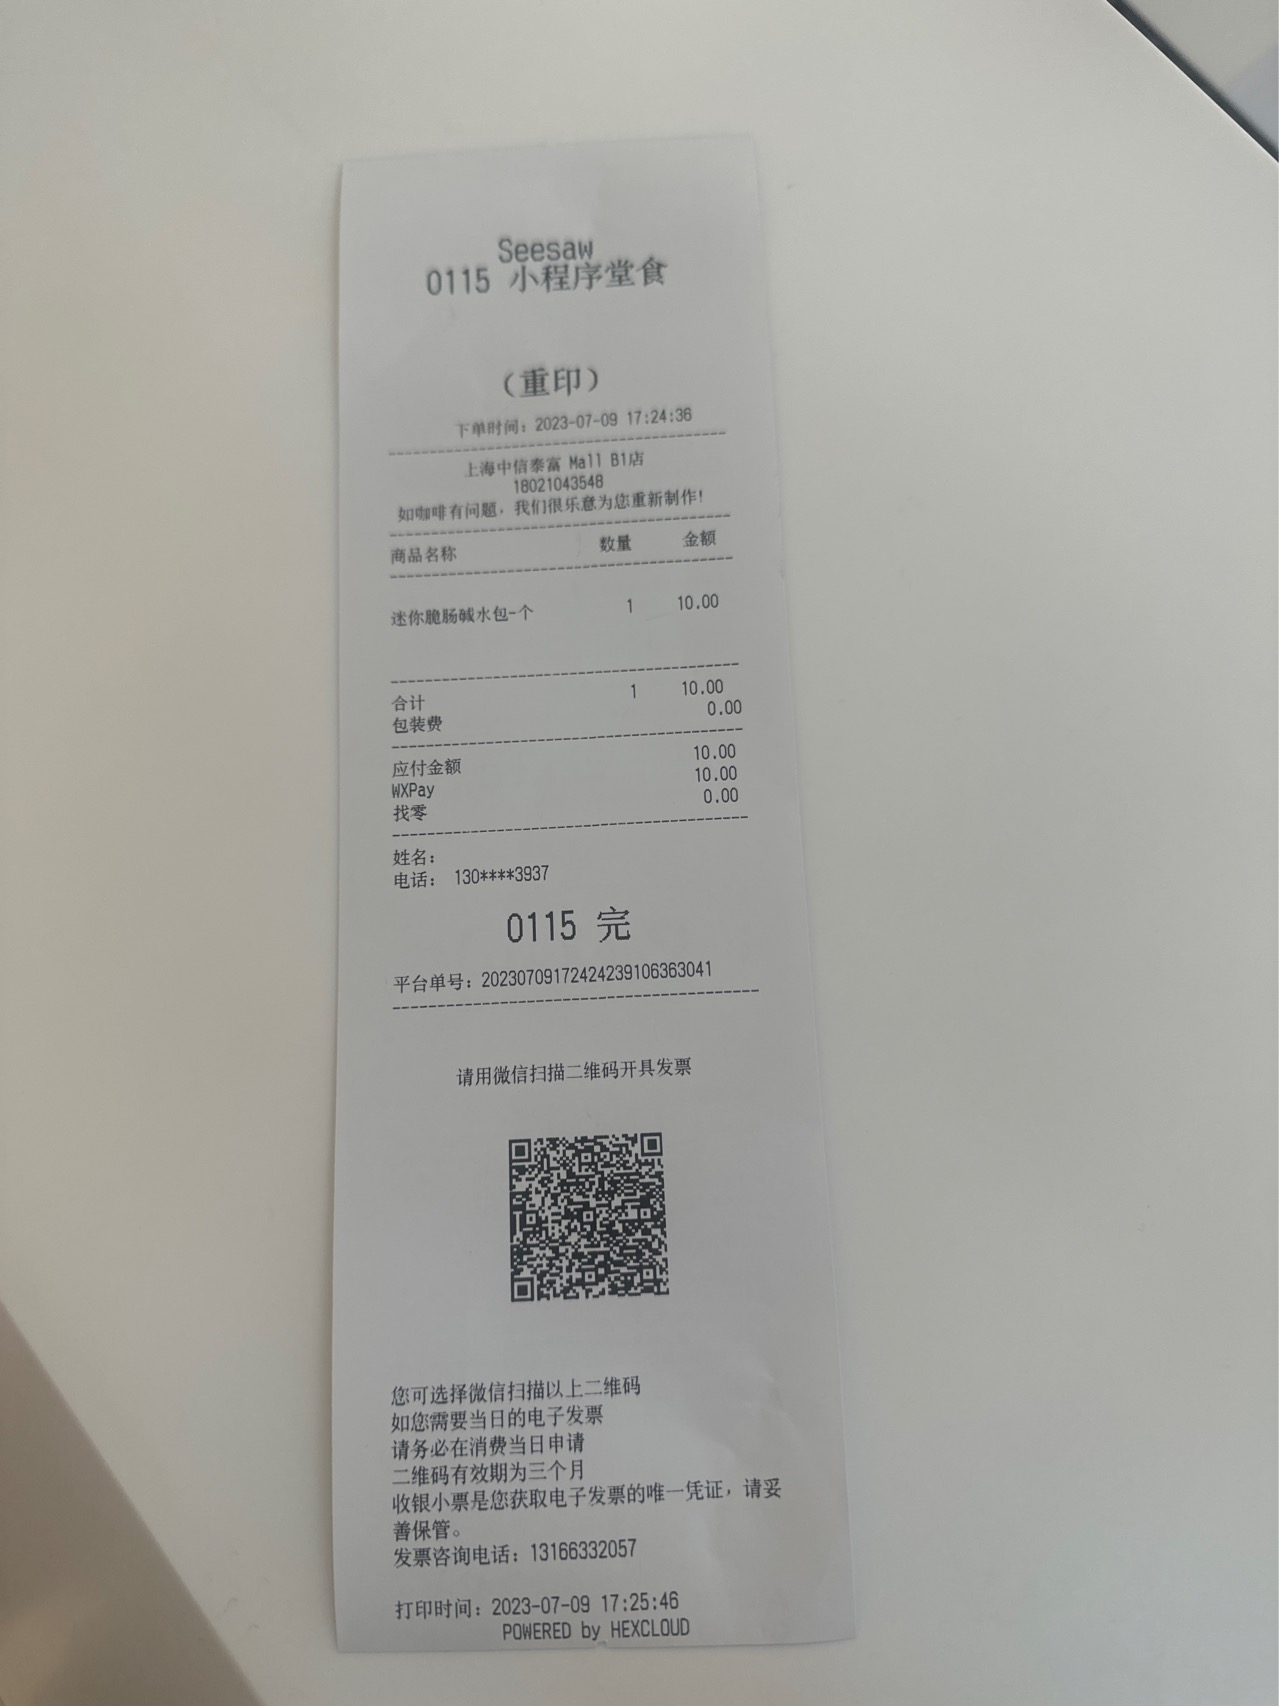 Seesaw
0115 小程序堂食
（重印）
下单时间：2023-07-09 17:24:36
上海中信泰富 Mall B1店
18021043548
如咖啡有问题，我们很乐意为您重新制作！
商品名称 数量 金额
迷你脆肠碱水包-个 1 10.00
合计 1 10.00
包装费 0.00
应付金额 10.00
WXPay 10.00
找零 0.00
姓名：
电话： 130****3937
0115 完
平台单号：20230709172424239106363041
请用微信扫描二维码开具发票
您可选择微信扫描以上二维码
如您需要当日的电子发票
请务必在消费当日申请
二维码有效期为三个月
收银小票是您获取电子发票的唯一凭证，请妥
善保管。
发票咨询电话：13166332057
打印时间：2023-07-09 17:25:46
POWERED by HEXCLOUD